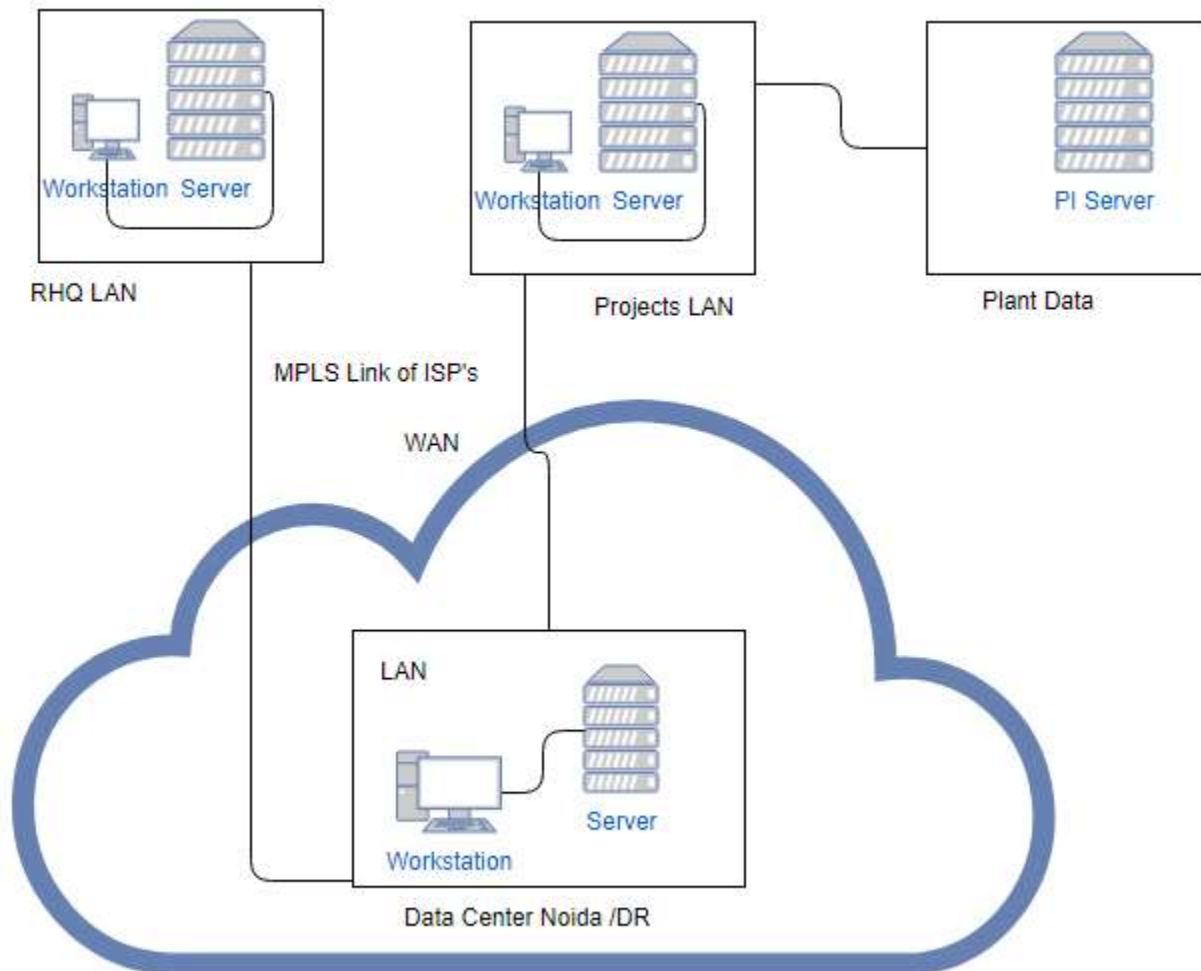 Workstation Server
Workstation Server
PI Server
RHQ LAN
Projects LAN
Plant Data
MPLS Link of ISP's
WAN
LAN
Server
Workstation
Data Center Noida /DR